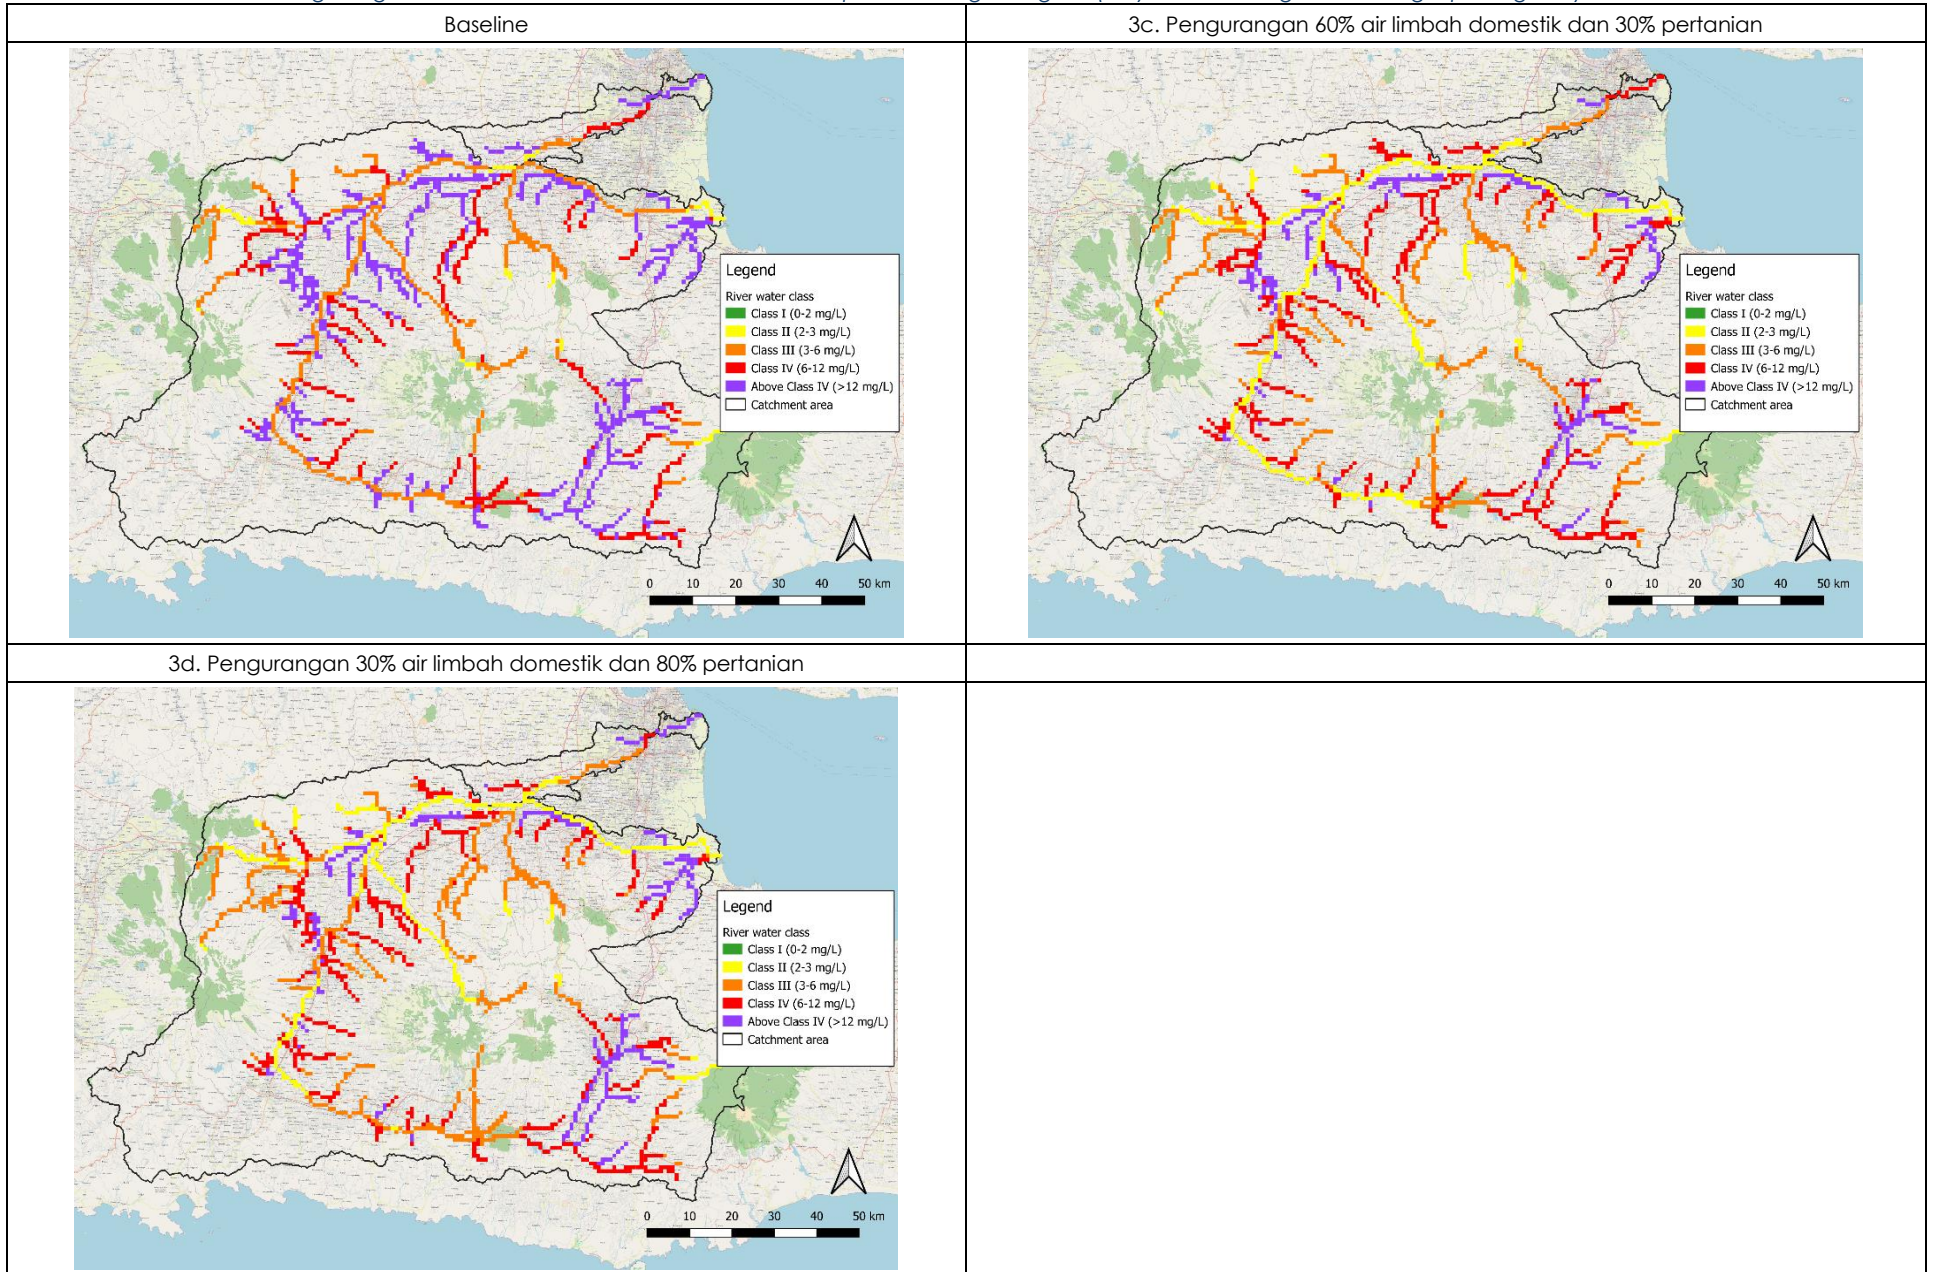 Baseline
3c. Pengurangan 60% air limbah domestik dan 30% pertanian
Legend
River water class
Class I (0-2 mg/L)
Class II (2-3 mg/L)
Class III (3-6 mg/L)
Class IV (6-12 mg/L)
Above Class IV (>12 mg/L)
Catchment area
0 10 20 30 40 50 km
Legend
River water class
Class I (0-2 mg/L)
Class II (2-3 mg/L)
Class III (3-6 mg/L)
Class IV (6-12 mg/L)
Above Class IV (>12 mg/L)
Catchment area
0 10 20 30 40 50 km
3d. Pengurangan 30% air limbah domestik dan 80% pertanian
Legend
River water class
Class I (0-2 mg/L)
Class II (2-3 mg/L)
Class III (3-6 mg/L)
Class IV (6-12 mg/L)
Above Class IV (>12 mg/L)
Catchment area
0 10 20 30 40 50 km